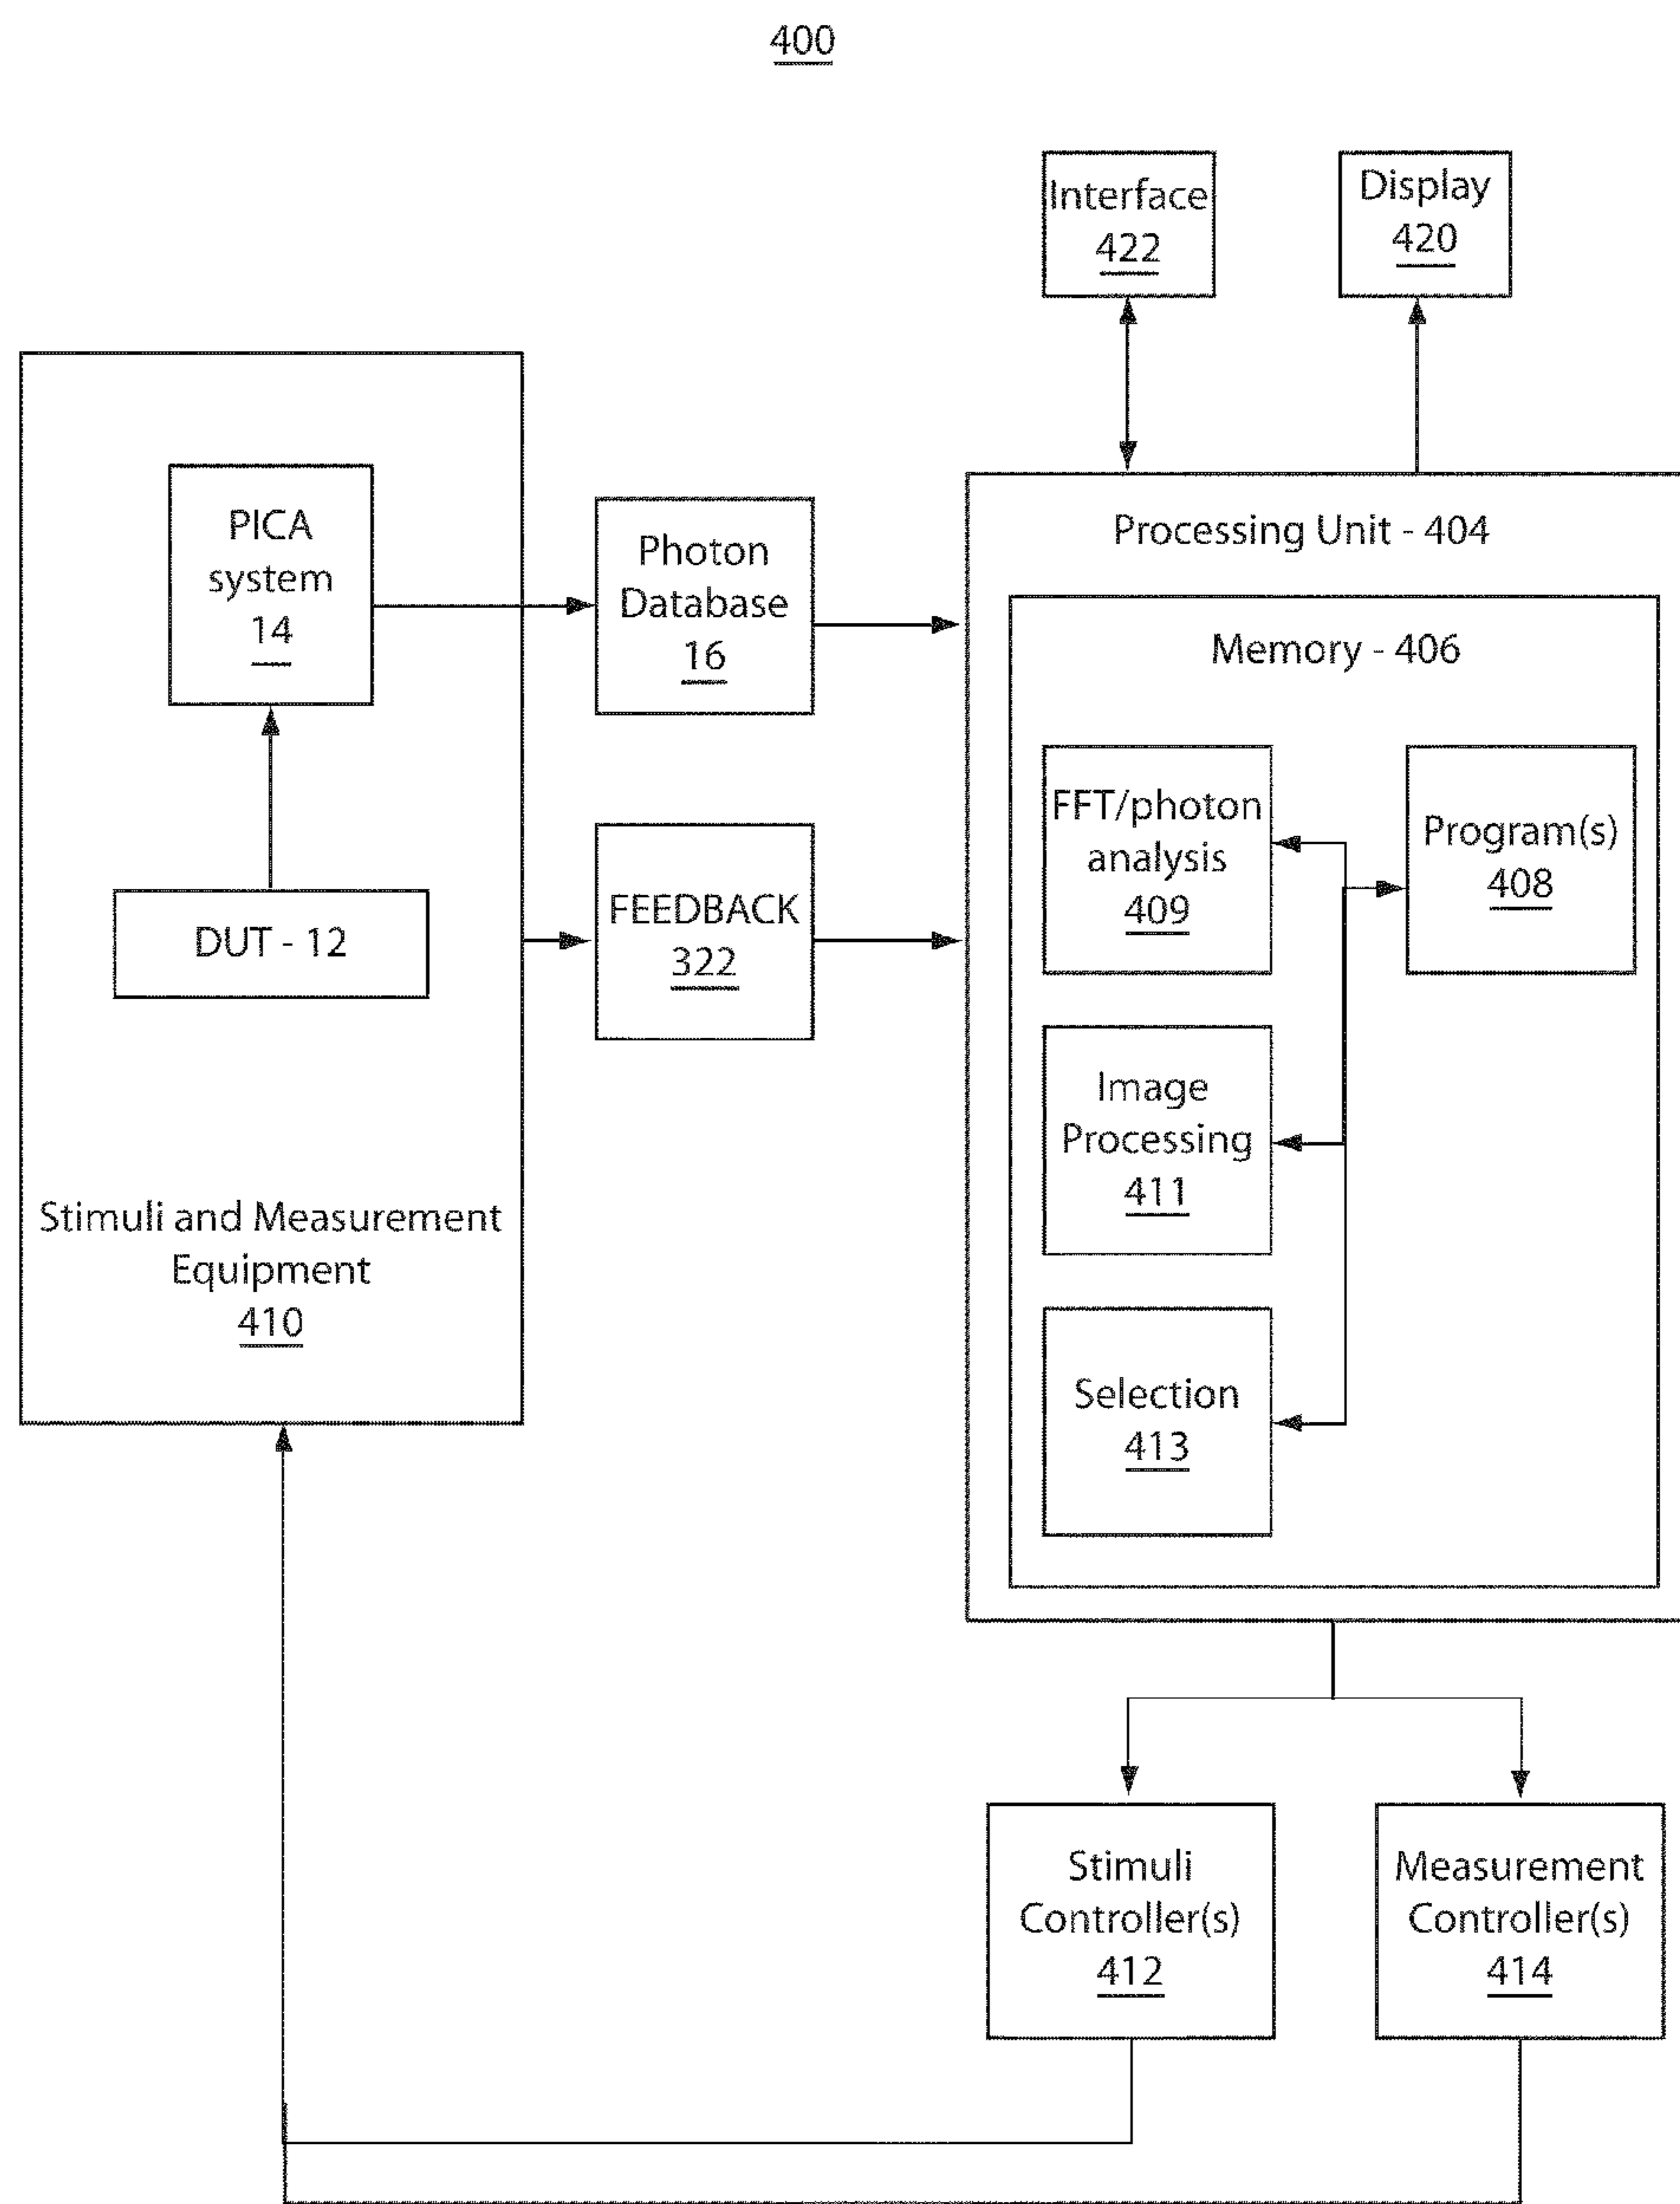 400
Interface
422
Display
420
PICA
system
14
DUT - 12
Stimuli and Measurement
Equipment
410
Photon
Database
16
FEEDBACK
322
Processing Unit - 404
Memory - 406
FFT/photon
analysis
409
Program(s)
408
Image
Processing
411
Selection
413
Stimuli
Controller(s)
412
Measurement
Controller(s)
414